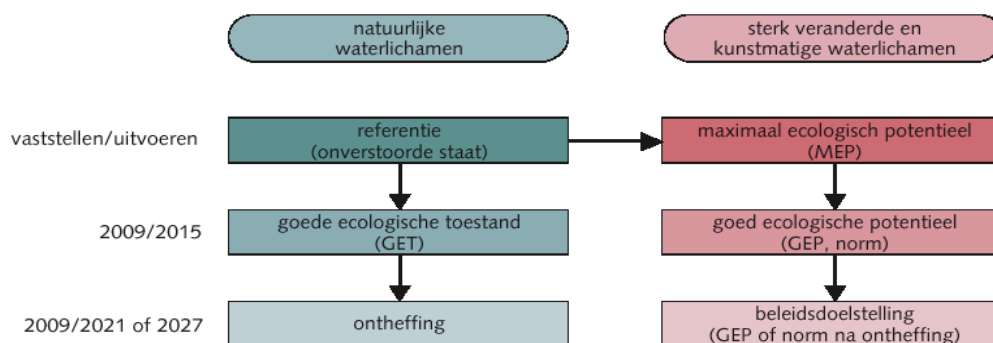 natuurlijke
waterlichamen
sterk veranderde en
kunstmatige waterlichamen
vaststellen/uitvoeren
referentie
(onverstoorde staat)
maximaal ecologisch potentieel
(MEP)
2009/2015
goede ecologische toestand
(GET)
goed ecologische potentieel
(GEP, norm)
2009/2021 of 2027
ontheffing
beleidsdoelstelling
(GEP of norm na ontheffing)